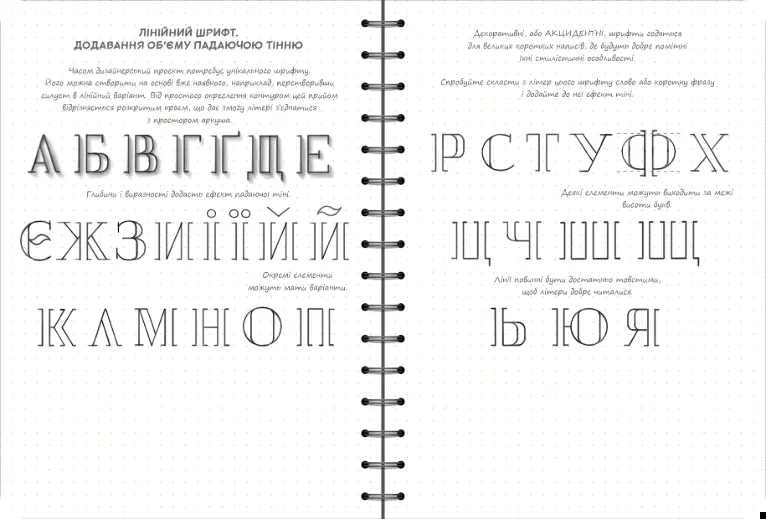 ЛІНІЙНИЙ ШРИФТ.
ДОДАВАННЯ ОБ'ЄМУ ПАДАЮЧОЮ ТІННЮ
Часом дизайнерський проєкт потребує унікального шрифту.
Його можна створити на основі вже наявного, наприклад, перетворивши
силует в лінійний варіант. Від простого окреслення контуром цей прийом
відрізняється розкритим краєм, що дає змогу літері з'єднатися
з простором аркуша.
А Б В Г Ґ Д Е
Глибини і виразності додасть ефект падаючої тіні.
Є Ж З И І Ї Й Й
Окремі елементи
можуть мати варіанти.
К Л М Н О П
Декоративні, або АКЦИДЕНТНІ, шрифти годяться
для великих коротких написів, де будуть добре помітні
їхні стилістичні особливості.
Спробуйте скласти з літер цього шрифту слово або коротку фразу
і додайте до неї ефект тіні.
Р С Т У Ф Х
Деякі елементи можуть виходити за межі
висоти букв.
Ц Ч Ш Щ
Лінії повинні бути достатньо товстими,
щоб літери добре читалися
Ь Ю Я